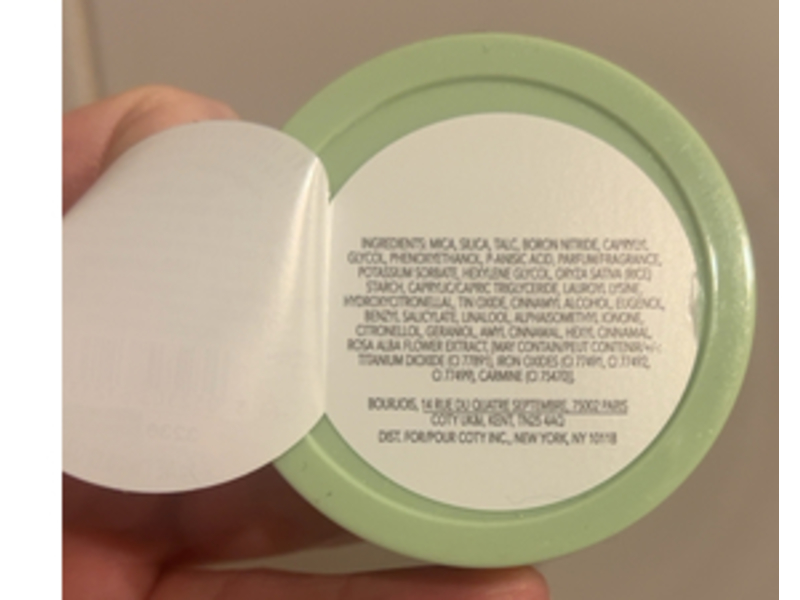 INGREDIENTS: MICA, SILICA, TALC, BORON NITRIDE, CAPRYLYL
GLYCOL, PHENOXYETHANOL, P-ANISIC ACID, PARFUM/FRAGRANCE,
POTASSIUM SORBATE, HEXYLENE GLYCOL, ORYZA SATIVA (RICE)
STARCH, CAPRYLIC/CAPRIC TRIGLYCERIDE, LAUROYL LYSINE,
HYDROXYCITRONELLAL, TIN OXIDE, CINNAMYL ALCOHOL, EUGENOL,
BENZYL SALICYLATE, LINALOOL, ALPHA-ISOMETHYL IONONE,
CITRONELLOL, GERANIOL, AMYL CINNAMAL, HEXYL CINNAMAL,
ROSA ALBA FLOWER EXTRACT, [MAY CONTAIN/PEUT CONTENIR/+/-:
TITANIUM DIOXIDE (CI 77891), IRON OXIDES (CI 77491, CI 77492,
CI 77499), CARMINE (CI 75470)].
BOURJOIS, 14 RUE DU QUATRE SEPTEMBRE, 75002 PARIS
COTY UK&I, KENT, TN25 4AQ
DIST. FOR/POUR COTY INC., NEW YORK, NY 10118